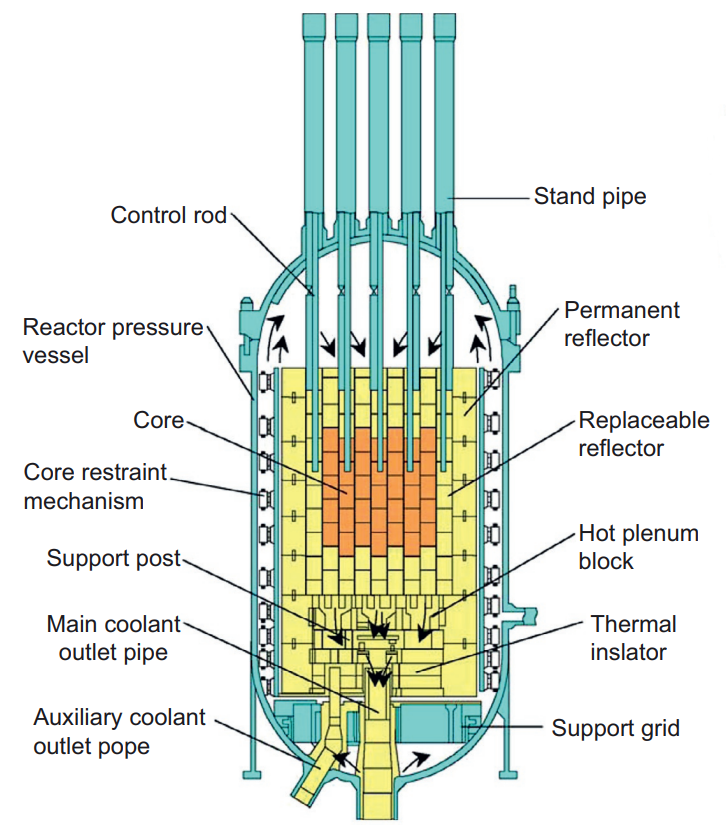 Stand pipe
Control rod
Permanent
reflector
Reactor pressure
vessel
Core
Replaceable
reflector
Core restraint
mechanism
Hot plenum
block
Support post
Main coolant
outlet pipe
Thermal
inslator
Auxiliary coolant
outlet pope
Support grid